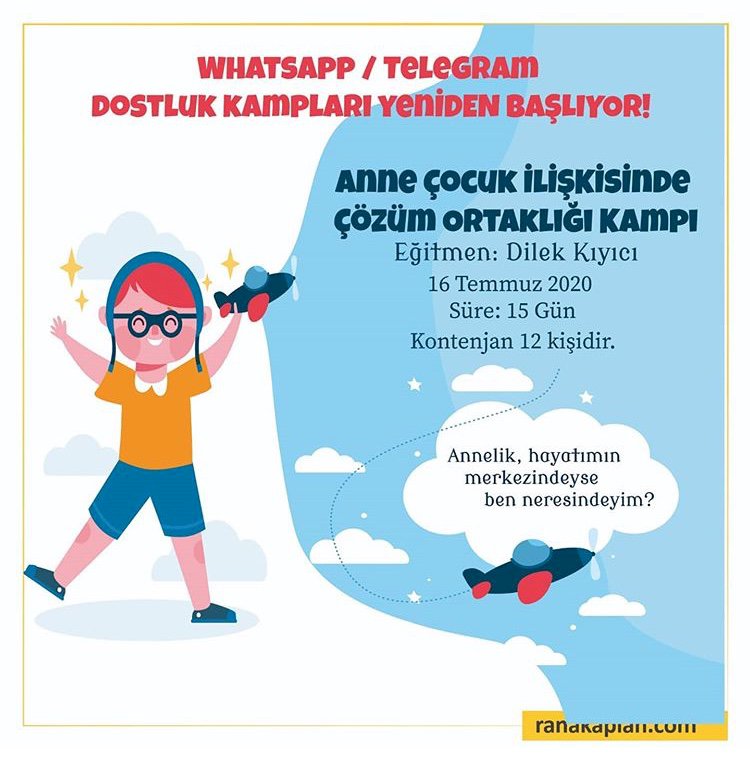 WHATSAPP / TELEGRAM
DOSTLUK KAMPLARI YENİDEN BAŞLIYOR!
ANNE ÇOCUK İLİŞKİSİNDE
ÇÖZÜM ORTAKLIĞI KAMPI
Eğitmen: Dilek Kıyıcı
16 Temmuz 2020
Süre: 15 Gün
Kontenjan 12 kişidir.
Annelik, hayatımın
merkezindeyse
ben neresindeyim?
ranakaplan.com